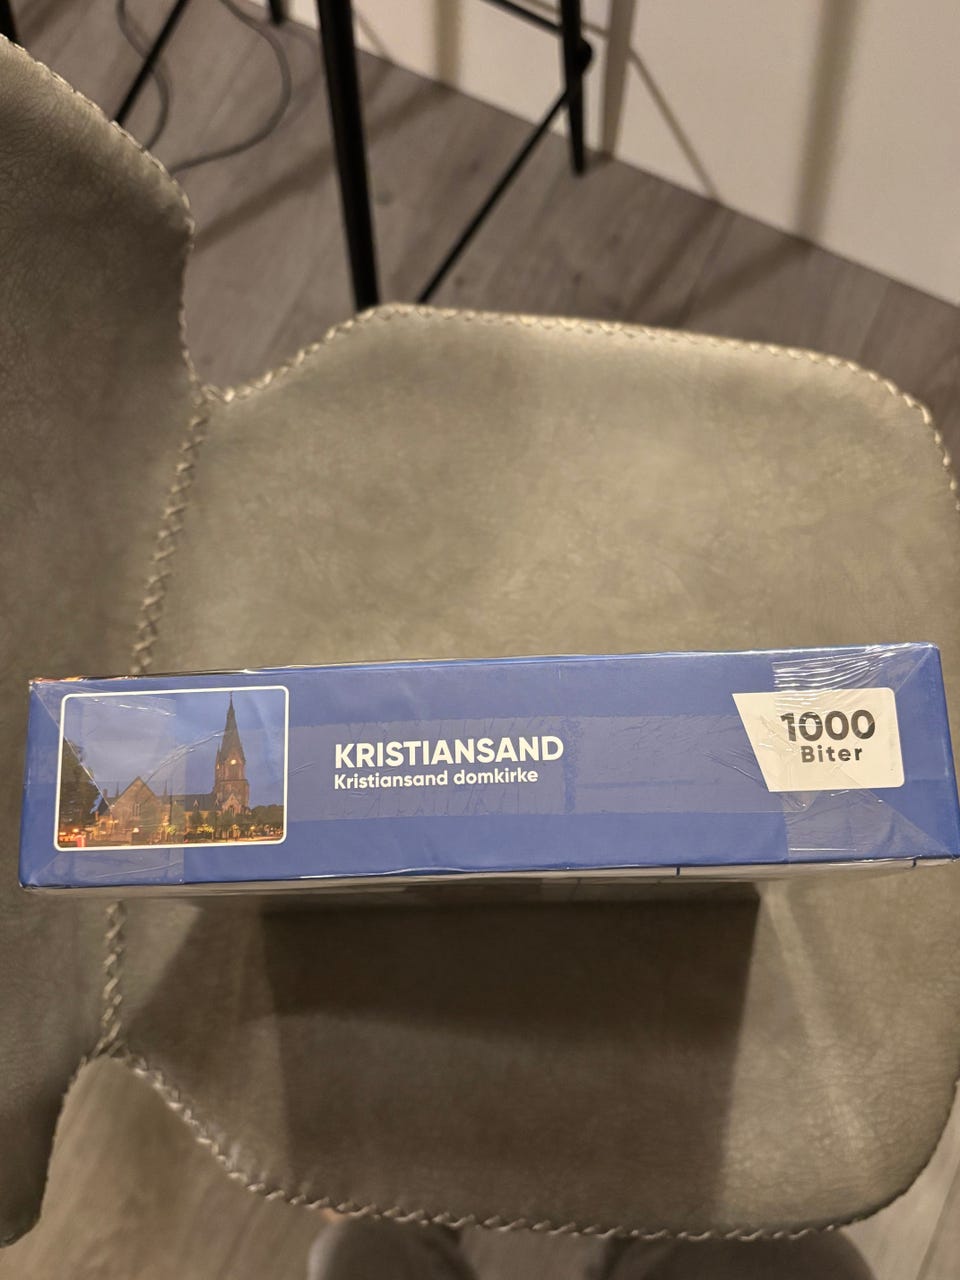 KRISTIANSAND
Kristiansand domkirke
1000
Biter